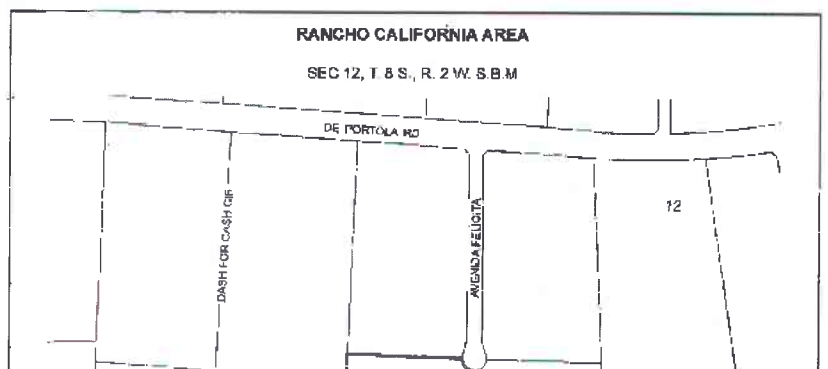 RANCHO CALIFORNIA AREA
SEC 12, T. 8 S., R. 2 W. S.B.M
DE PORTOLA RD
DASH FOR CASH CIR
AVENIDA FELICITA
12